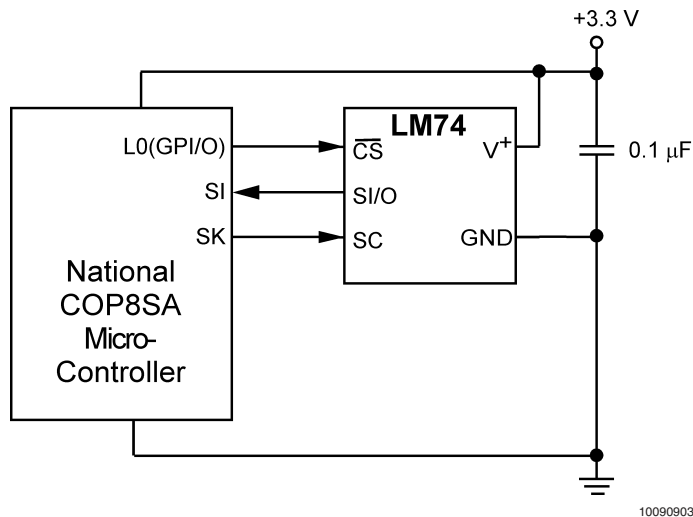 +3.3 V
LM74
L0(GPI/O)
CS
V+
0.1 μF
SI
SI/O
SK
SC
GND
National
COP8SA
Micro-
Controller
10090903